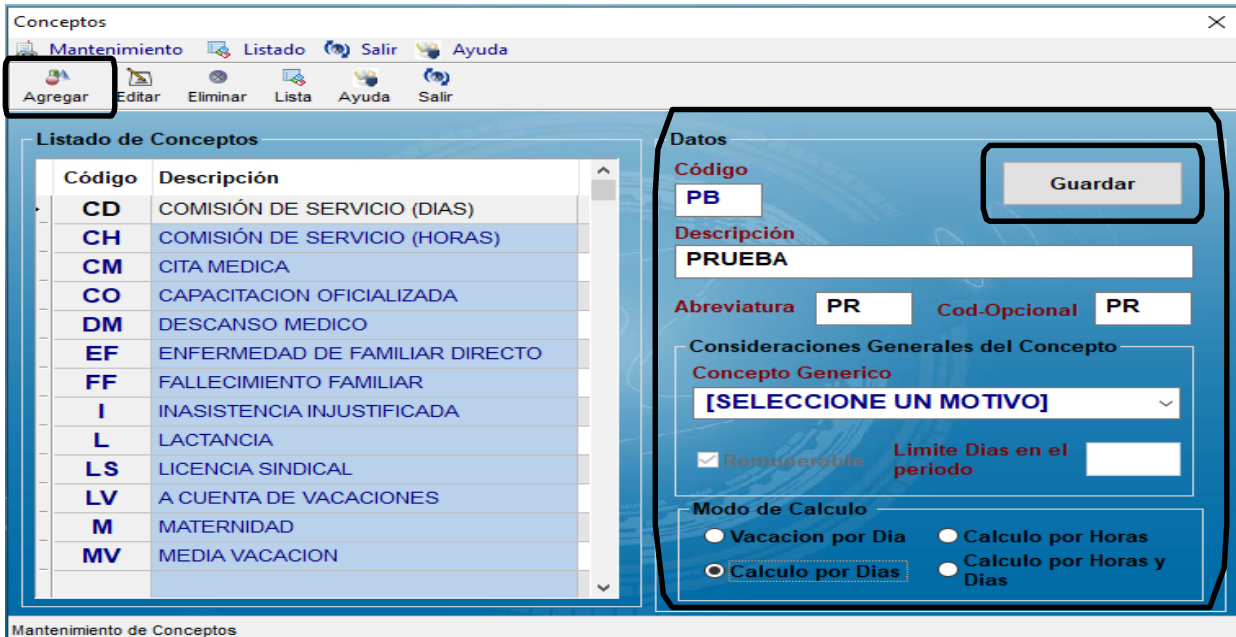 Conceptos
Mantenimiento Listado Salir Ayuda
Agregar Editar Eliminar Lista Ayuda Salir
Listado de Conceptos
Código Descripción
CD COMISIÓN DE SERVICIO (DIAS)
CH COMISIÓN DE SERVICIO (HORAS)
CM CITA MEDICA
CO CAPACITACION OFICIALIZADA
DM DESCANSO MEDICO
EF ENFERMEDAD DE FAMILIAR DIRECTO
FF FALLECIMIENTO FAMILIAR
I INASISTENCIA INJUSTIFICADA
L LACTANCIA
LS LICENCIA SINDICAL
LV A CUENTA DE VACACIONES
M MATERNIDAD
MV MEDIA VACACION
Datos
Código
PB
Guardar
Descripción
PRUEBA
Abreviatura PR Cod-Opcional PR
Consideraciones Generales del Concepto
Concepto Generico
[SELECCIONE UN MOTIVO]
Remunerable
Limite Dias en el
periodo
Modo de Calculo
Vacacion por Dia Calculo por Horas
Calculo por Dias
Calculo por Horas y
Dias
Mantenimiento de Conceptos